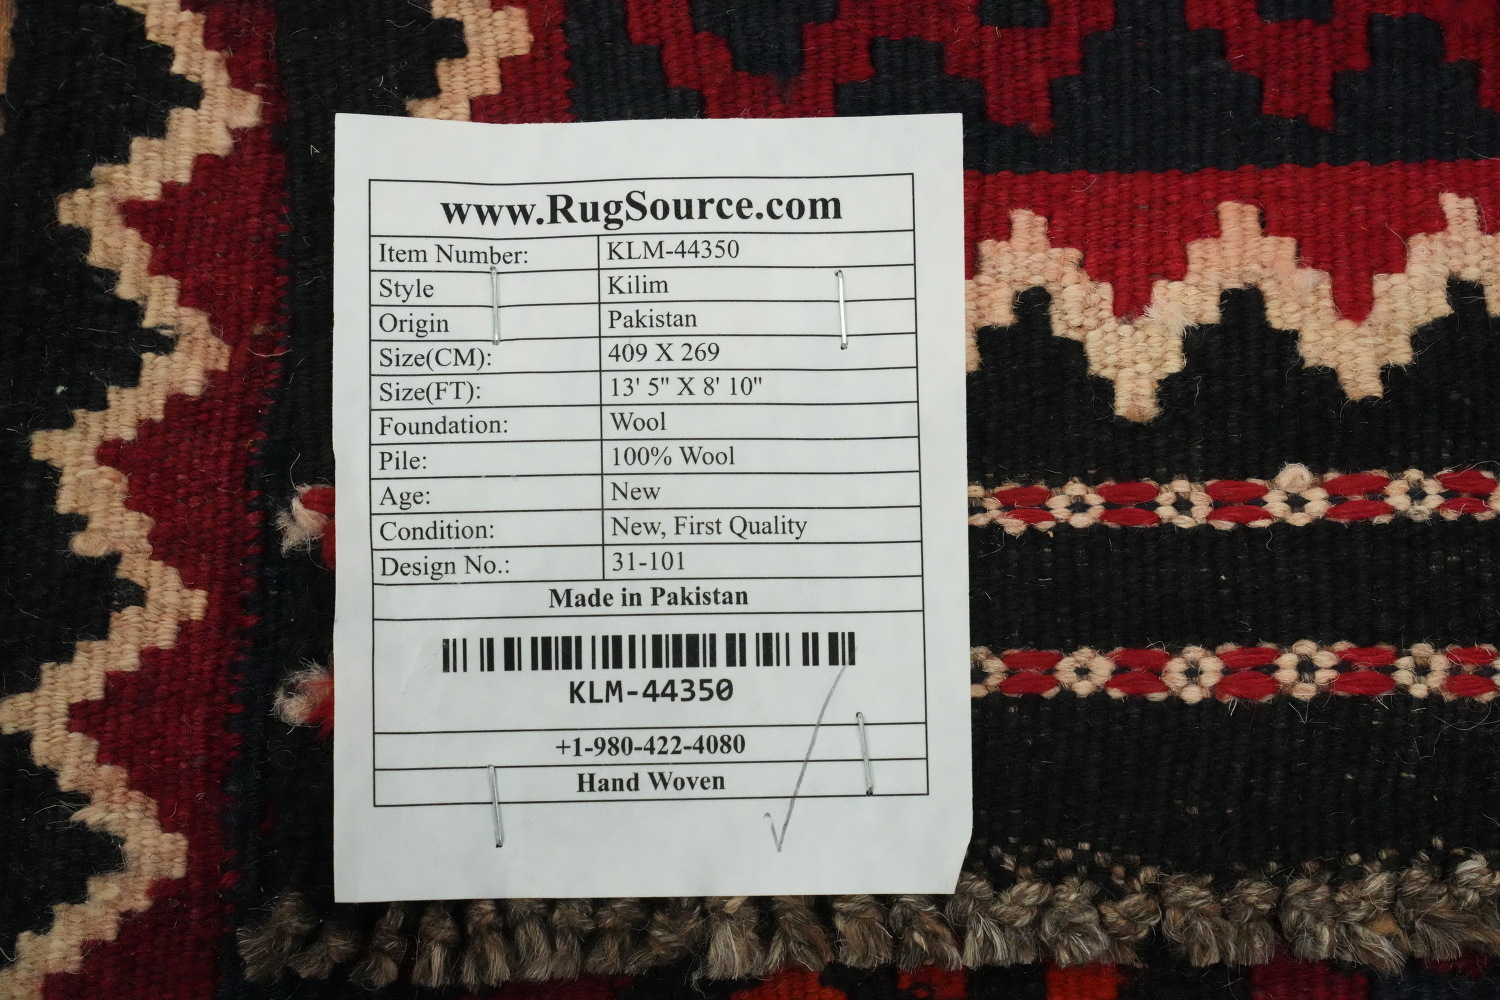 www.RugSource.com
Item Number: KLM-44350
Style Kilim
Origin Pakistan
Size(CM): 409 X 269
Size(FT): 13' 5" X 8' 10"
Foundation: Wool
Pile: 100% Wool
Age: New
Condition: New, First Quality
Design No.: 31-101
Made in Pakistan
KLM-44350
+1-980-422-4080
Hand Woven